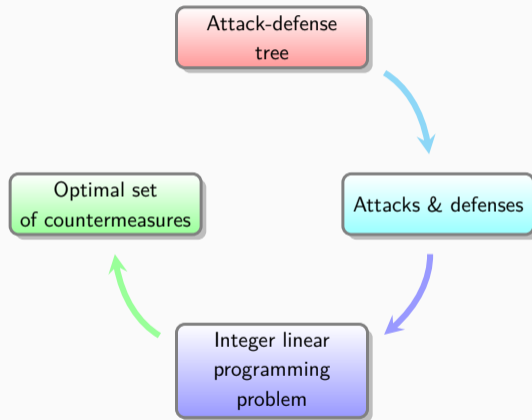 Attack-defense
tree
Attacks & defenses
Integer linear
programming
problem
Optimal set
of countermeasures